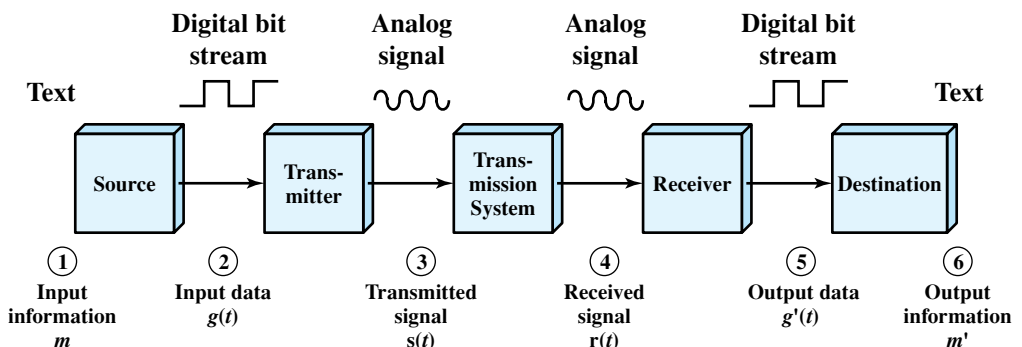 Digital bit
stream
Analog
signal
Analog
signal
Digital bit
stream
Text
Text
Source
Trans-
mitter
Trans-
mission
System
Receiver
Destination
1
Input
information
m
2
Input data
g(t)
3
Transmitted
signal
s(t)
4
Received
signal
r(t)
5
Output data
g'(t)
6
Output
information
m'